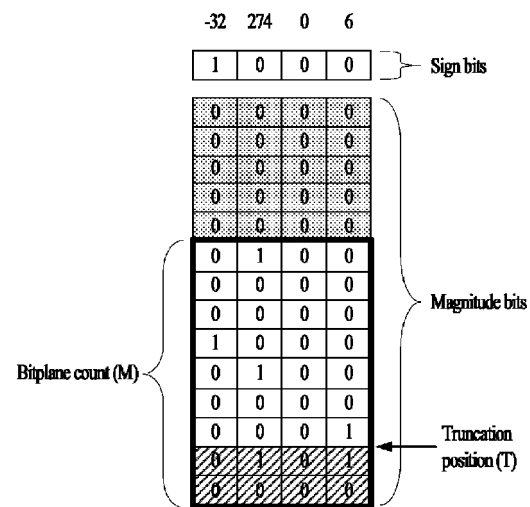 -32 274 0 6
1 0 0 0
Sign bits
0 0 0 0
0 0 0 0
0 0 0 0
0 0 0 0
0 0 0 0
0 1 0 0
0 0 0 0
0 0 0 0
1 0 0 0
0 1 0 0
0 0 0 0
0 0 0 1
0 1 0 1
0 0 0 0
Magnitude bits
Bitplane count (M)
Truncation
position (T)